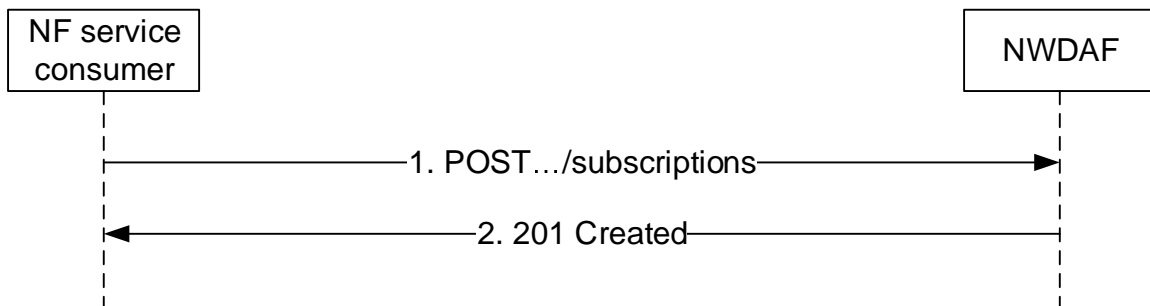 NF service
consumer
NWDAF
1. POST…/subscriptions
2. 201 Created